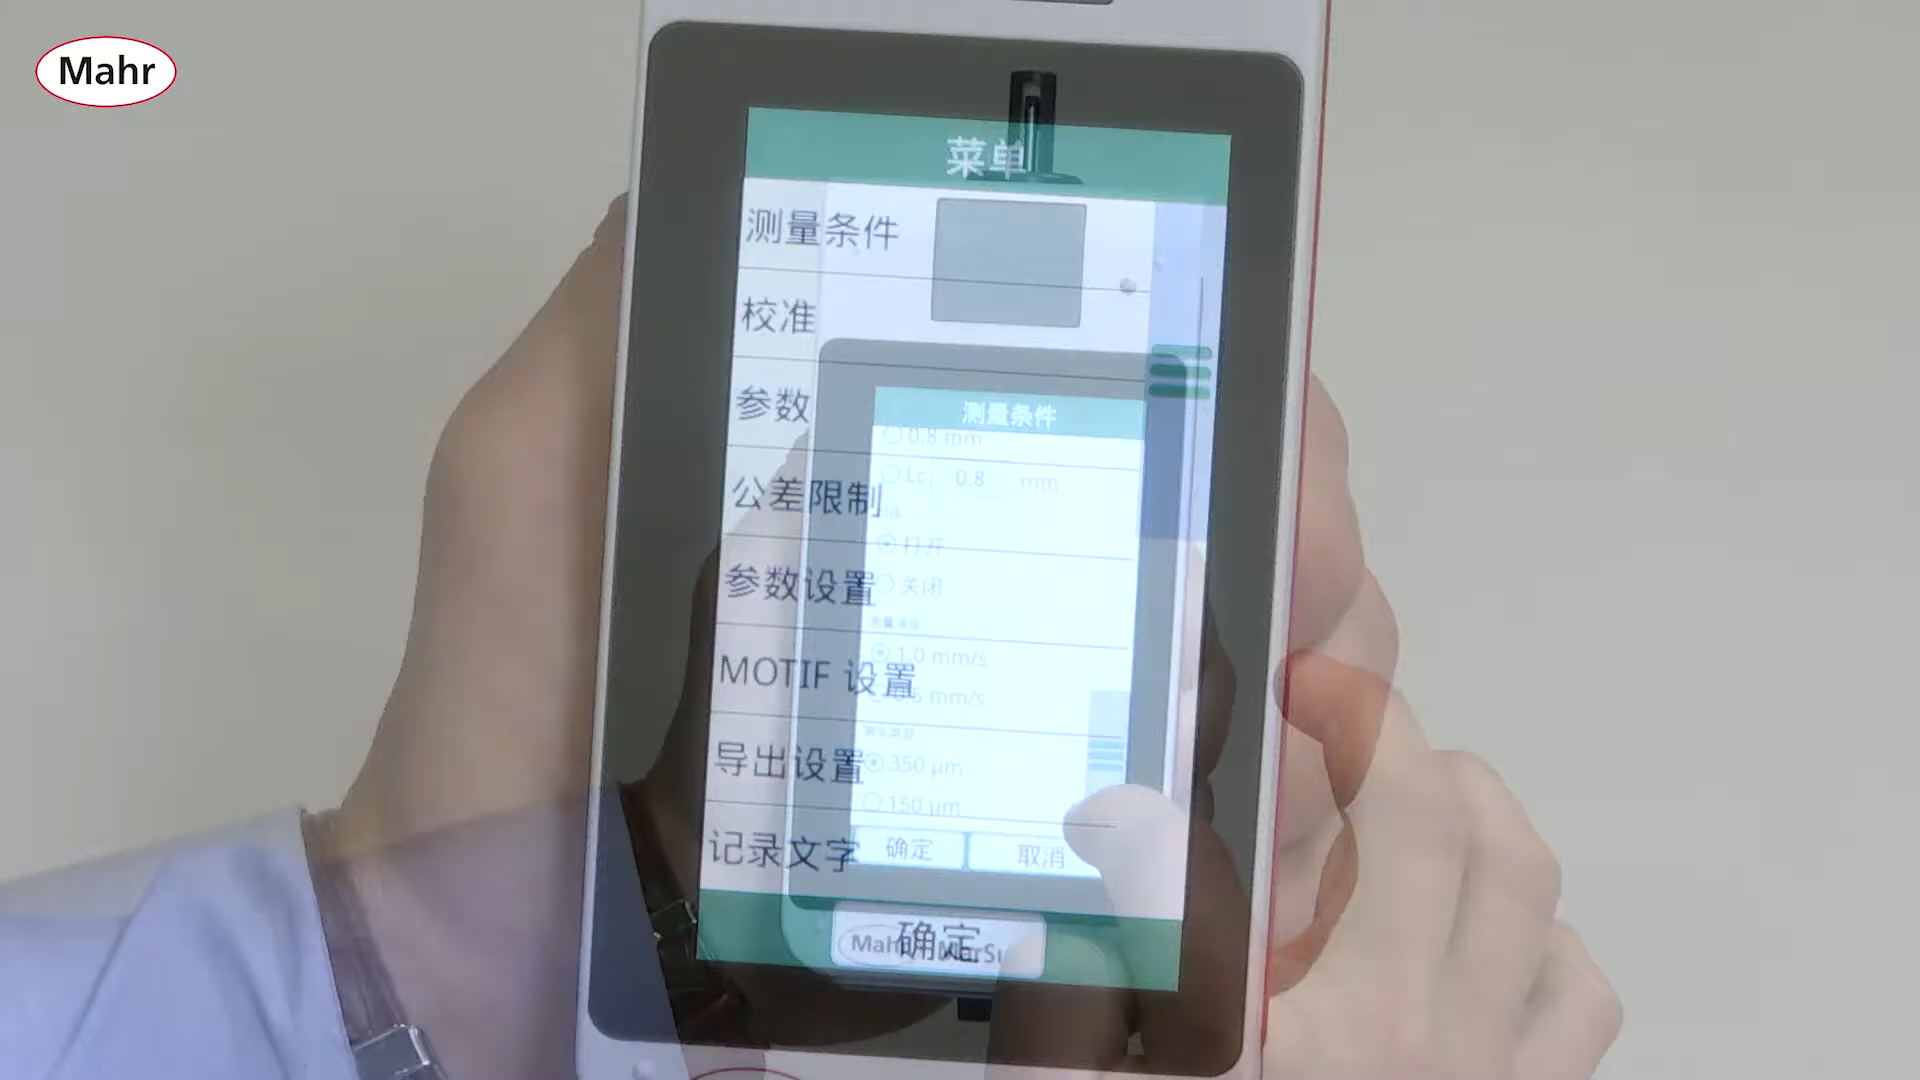 Mahr
菜单
测量条件
校准
参数
公差限制
参数设置
MOTIF 设置
导出设置
记录文字
确定
测量条件
0.8 mm
Lc 0.8 mm
打开
关闭
1.0 mm/s
mm/s
350 µm
150 µm
确定 取消
Mahr MarSu